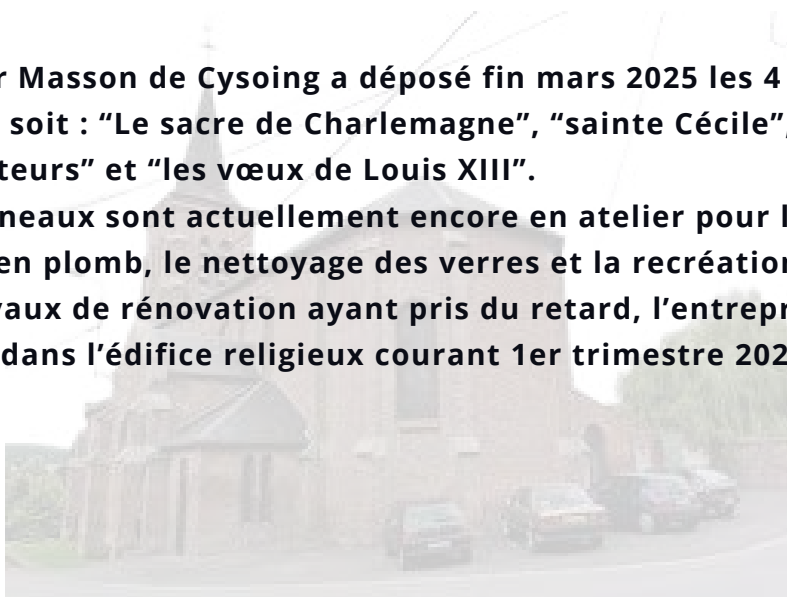 r Masson de Cysoing a déposé fin mars 2025 les 4
soit : “Le sacre de Charlemagne”, “sainte Cécile”,
teurs” et “les vœux de Louis XIII”.
neaux sont actuellement encore en atelier pour l
en plomb, le nettoyage des verres et la recréation
vaux de rénovation ayant pris du retard, l’entrepr
dans l’édifice religieux courant 1er trimestre 202